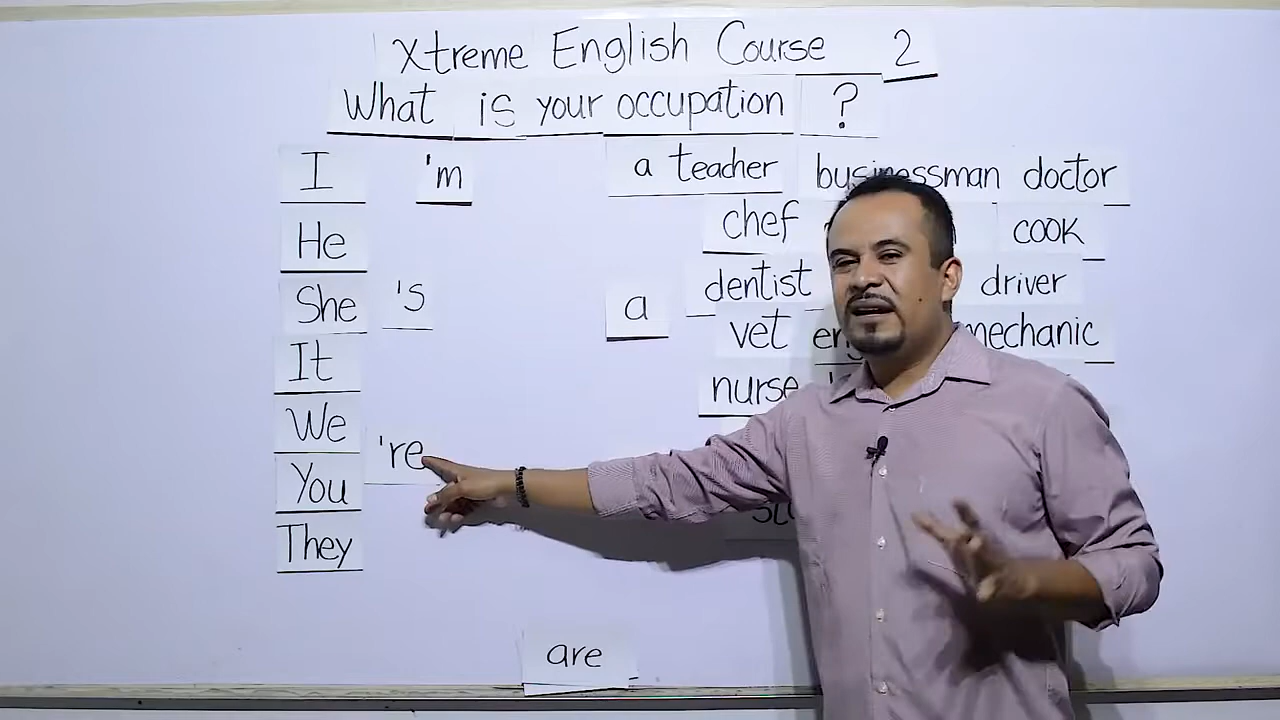 Xtreme English Course 2
What is your occupation ?
I 'm a teacher businessman doctor
He chef cook
She 's a dentist driver
It vet mechanic
We nurse
You 're
They
are